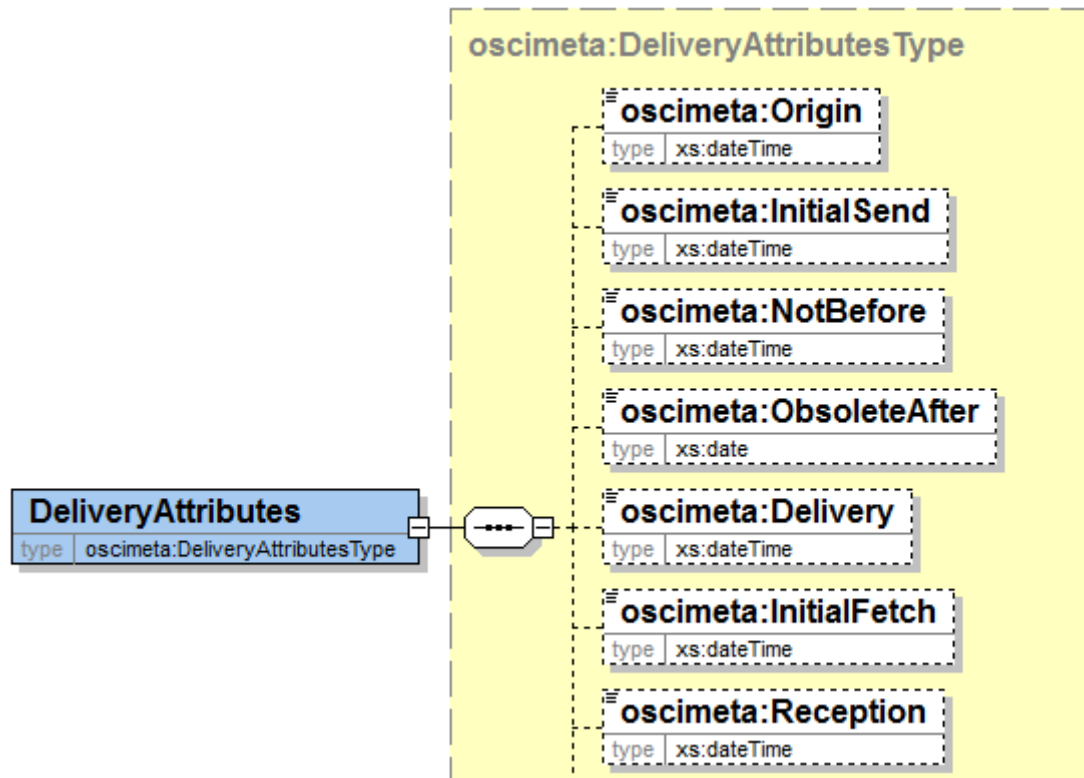 oscimeta:DeliveryAttributesType
oscimeta:Origin
type xs:dateTime
oscimeta:InitialSend
type xs:dateTime
oscimeta:NotBefore
type xs:dateTime
oscimeta:ObsoleteAfter
type xs:date
DeliveryAttributes
type oscimeta:DeliveryAttributesType
oscimeta:Delivery
type xs:dateTime
oscimeta:InitialFetch
type xs:dateTime
oscimeta:Reception
type xs:dateTime